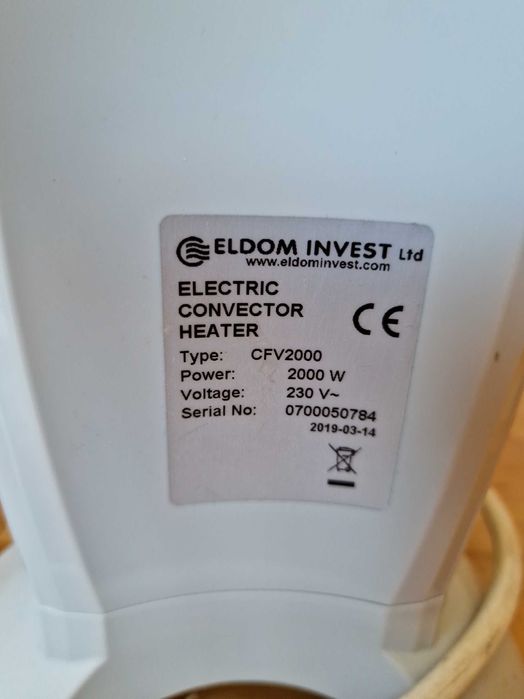 ELDOM INVEST Ltd
www.eldominvest.com
ELECTRIC
CONVECTOR
HEATER
CE
Type: CFV2000
Power: 2000 W
Voltage: 230 V~
Serial No: 0700050784
2019-03-14